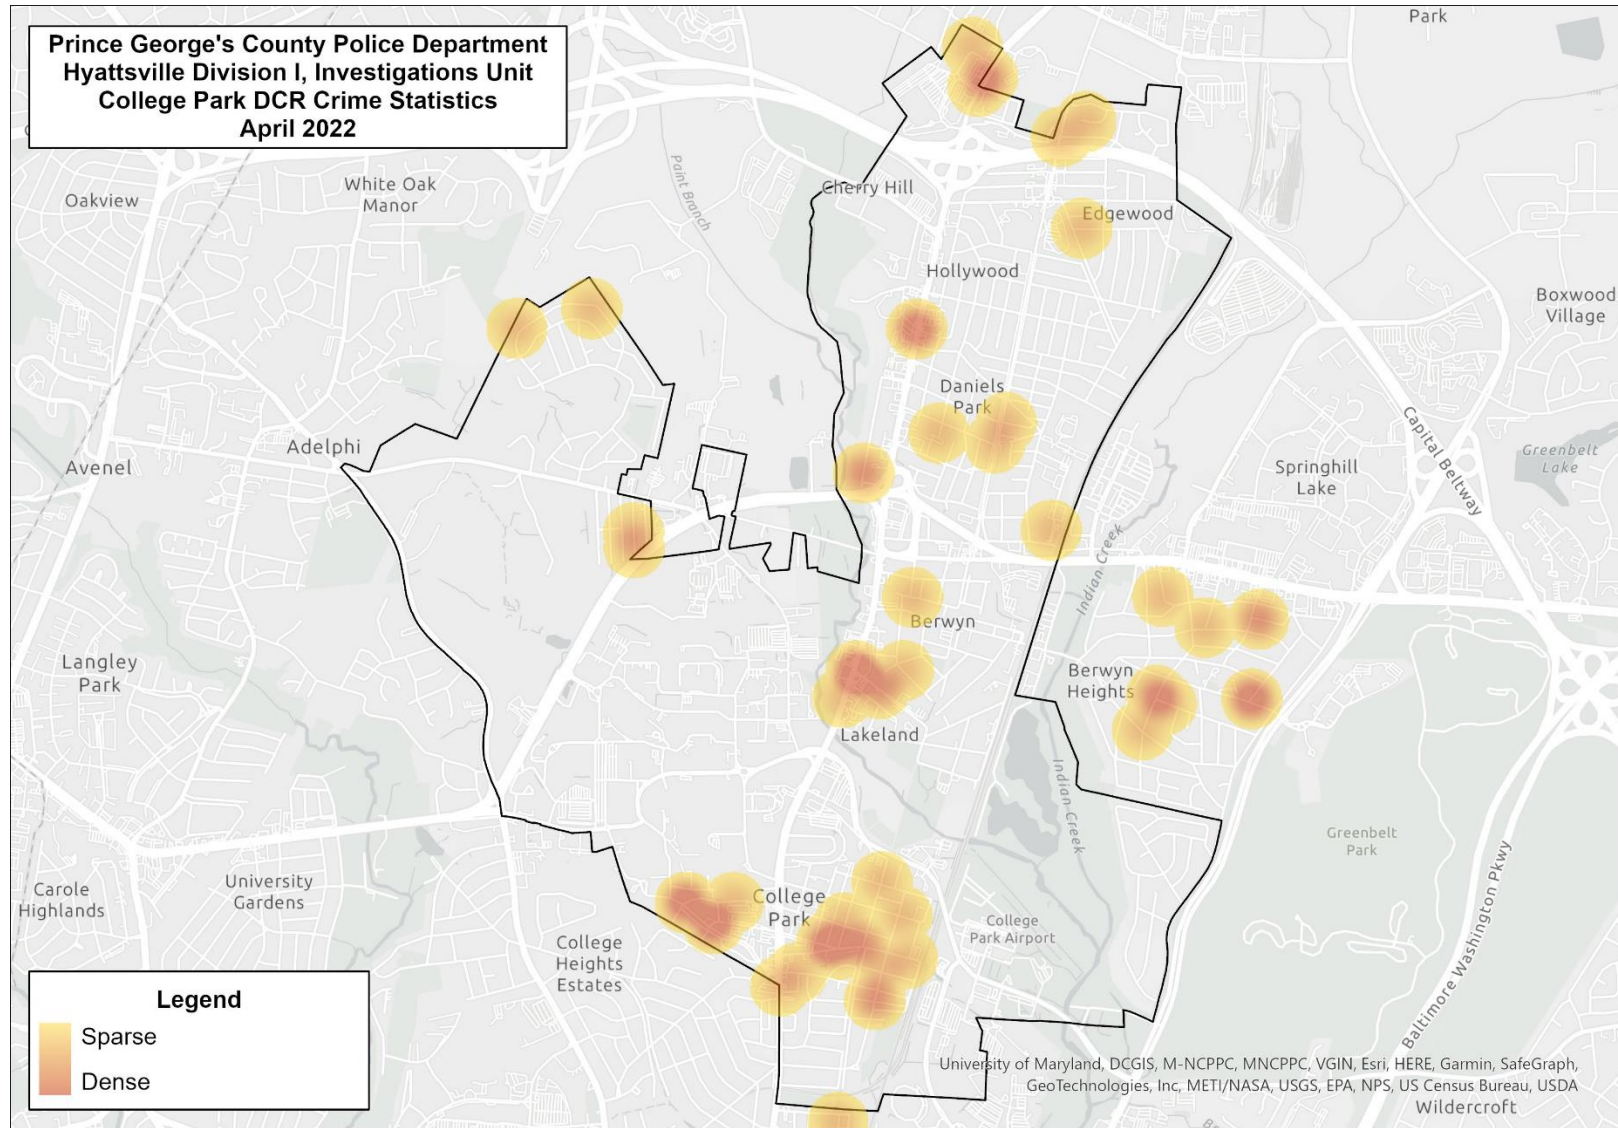 Prince George's County Police Department
Hyattsville Division I, Investigations Unit
College Park DCR Crime Statistics
April 2022
Park
Oakview
White Oak
Manor
Paint Branch
Cherry Hill
Edgewood
Hollywood
Boxwood
Village
Daniels
Park
Adelphi
Avenel
Capital Beltway
Springhill
Lake
Greenbelt
Lake
Indian Creek
Berwyn
Langley
Park
Berwyn
Heights
Lakeland
Indian Creek
Greenbelt
Park
Baltimore Washington Pkwy
Carole
Highlands
University
Gardens
College
Park
College
Park Airport
College
Heights
Estates
Legend
Sparse
Dense
University of Maryland, DCGIS, M-NCPPC, MNCPPC, VGIN, Esri, HERE, Garmin, SafeGraph,
GeoTechnologies, Inc, METI/NASA, USGS, EPA, NPS, US Census Bureau, USDA
Wildercroft